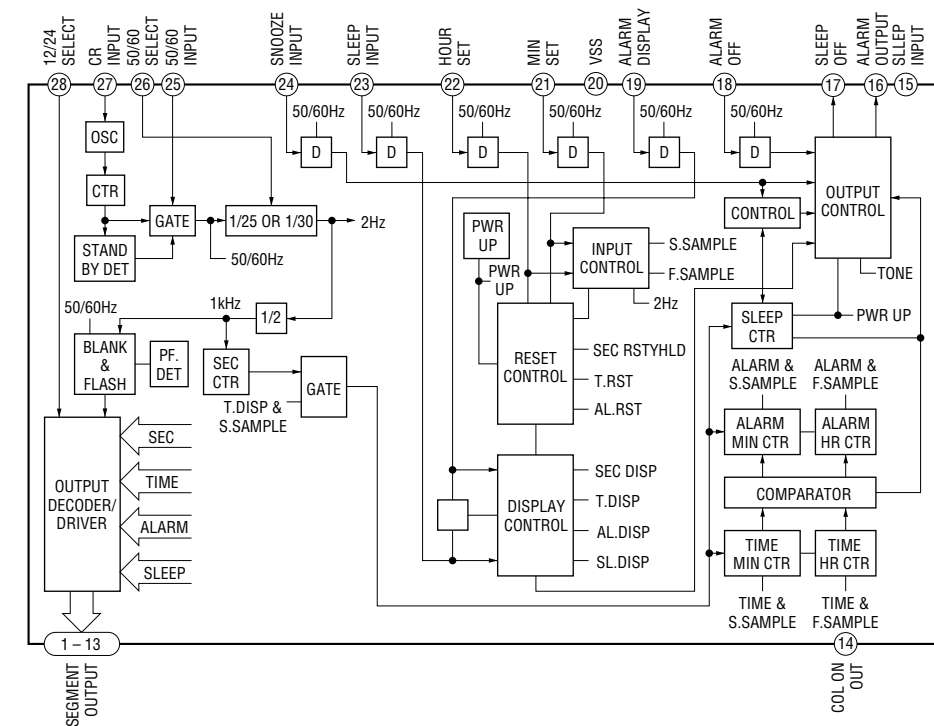 12/24 SELECT
CR INPUT
50/60 SELECT
50/60 INPUT
SNOOZE INPUT
SLEEP INPUT
HOUR SET
MIN SET
VSS
ALARM DISPLAY
ALARM OFF
SLEEP OFF
ALARM OUTPUT
SLLEP INPUT
28
27
26
25
24
23
22
21
20
19
18
17
16
15
50/60Hz
50/60Hz
50/60Hz
50/60Hz
50/60Hz
50/60Hz
OSC
D
D
D
D
D
D
CTR
OUTPUT
CONTROL
GATE
1/25 OR 1/30
2Hz
CONTROL
STAND
BY DET
50/60Hz
PWR
UP
INPUT
CONTROL
S.SAMPLE
F.SAMPLE
PWR
UP
2Hz
TONE
50/60Hz
1kHz
1/2
SLEEP
CTR
PWR UP
BLANK
&
FLASH
PF.
DET
SEC
CTR
GATE
T.DISP &
S.SAMPLE
RESET
CONTROL
SEC RSTYHLD
T.RST
AL.RST
ALARM &
S.SAMPLE
ALARM &
F.SAMPLE
ALARM
MIN CTR
ALARM
HR CTR
OUTPUT
DECODER/
DRIVER
SEC
TIME
ALARM
SLEEP
DISPLAY
CONTROL
SEC DISP
T.DISP
AL.DISP
SL.DISP
COMPARATOR
TIME
MIN CTR
TIME
HR CTR
TIME &
S.SAMPLE
TIME &
F.SAMPLE
1 – 13
14
SEGMENT
OUTPUT
COL ON
OUT